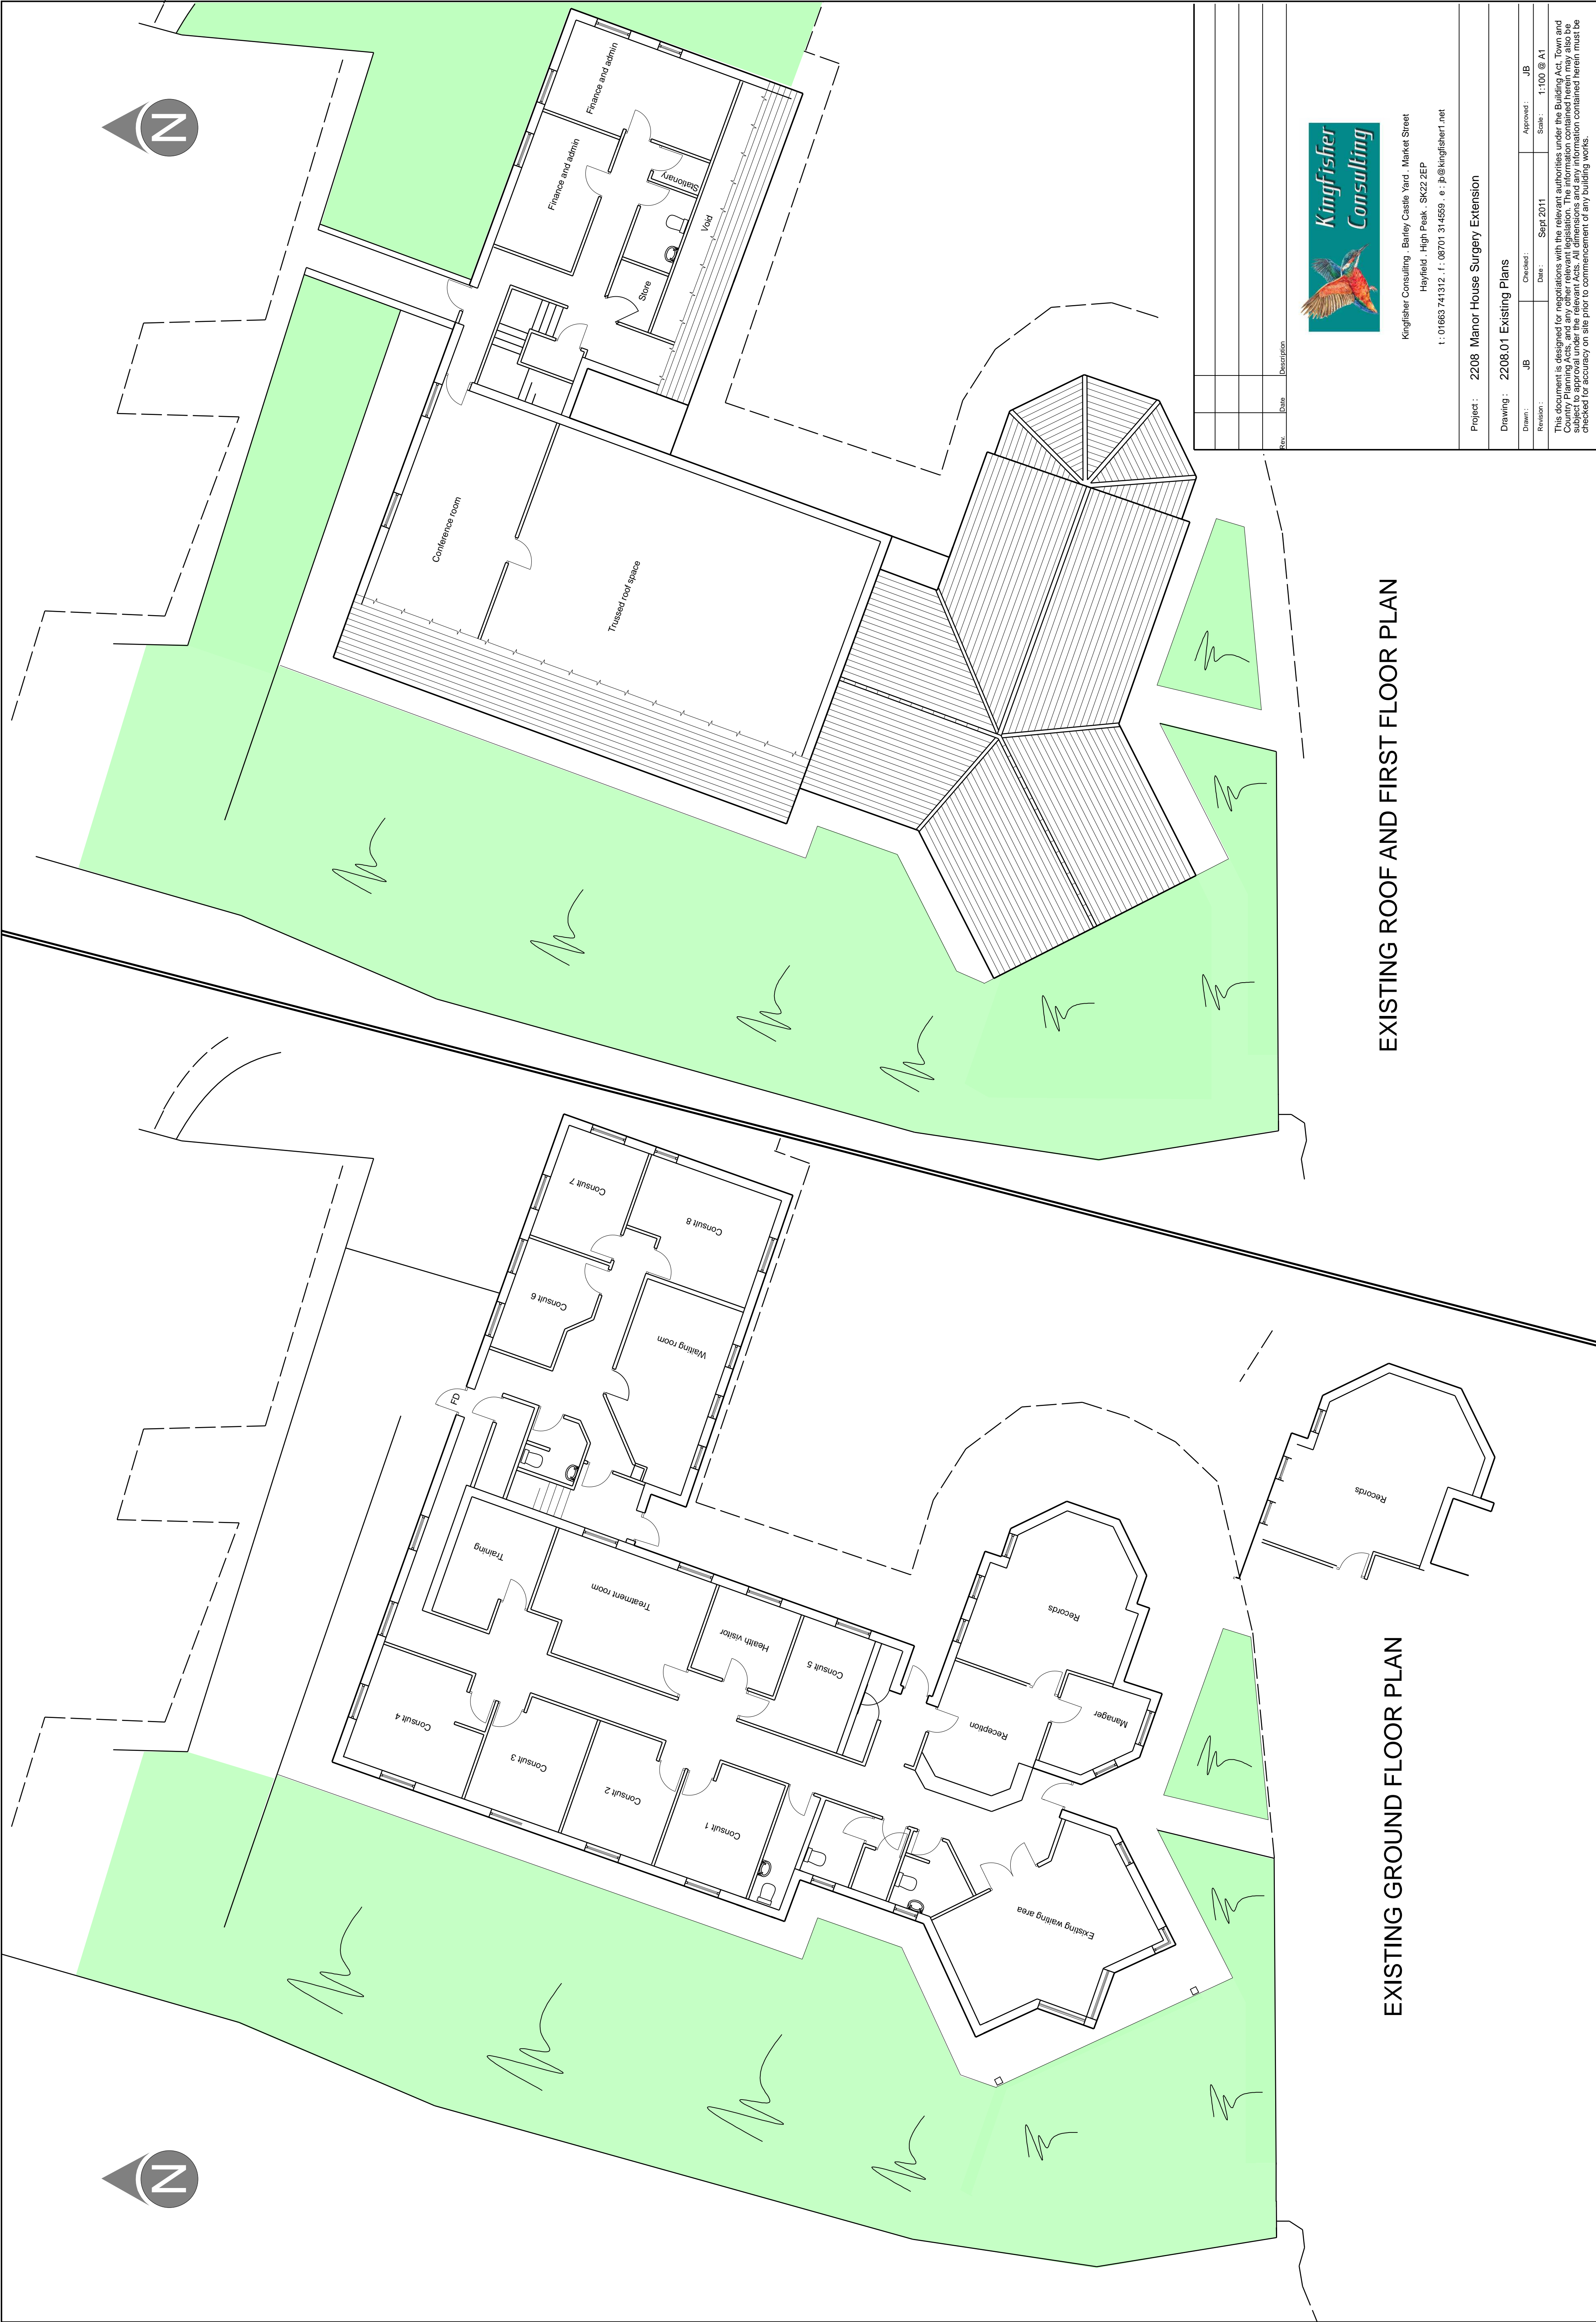 N
Finance and admin
Finance and admin
Stationary
Void
Store
Conference room
Trussed roof space
EXISTING ROOF AND FIRST FLOOR PLAN
N
Consult 7
Consult 8
Consult 6
Waiting room
FD
Training
Treatment room
Health visitor
Consult 5
Consult 4
Consult 3
Consult 2
Consult 1
Reception
Records
Manager
Existing waiting area
Records
EXISTING GROUND FLOOR PLAN
Rev. Date Description
Kingfisher
Consulting
Kingfisher Consulitng . Barley Castle Yard . Market Street
Hayfield . High Peak . SK22 2EP
t : 01663 741312 . f : 08701 314559 . e : jb@kingfisher1.net
Project : 2208 Manor House Surgery Extension
Drawing : 2208.01 Existing Plans
Drawn : JB Checked : Approved : JB
Revision : Date : Sept 2011 Scale : 1:100 @ A1
This document is designed for negotiations with the relevant authorities under the Building Act, Town and
Country Planning Acts, and any other relevant legislation. The information contained herein may also be
subject to approval under the relevant Acts. All dimensions and any information contained herein must be
checked for accuracy on site prior to commencement of any building works.